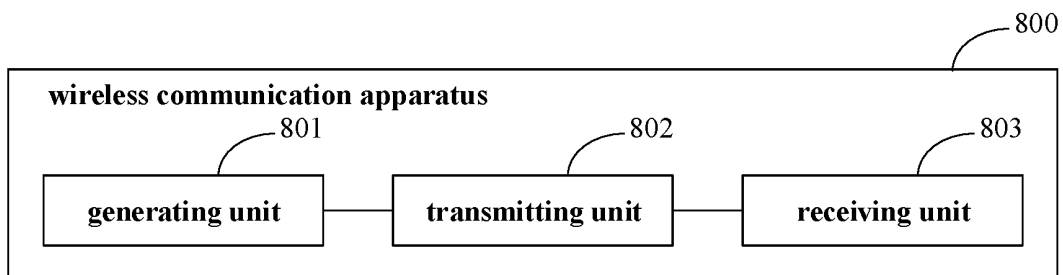 800
wireless communication apparatus
801
802
803
generating unit
transmitting unit
receiving unit